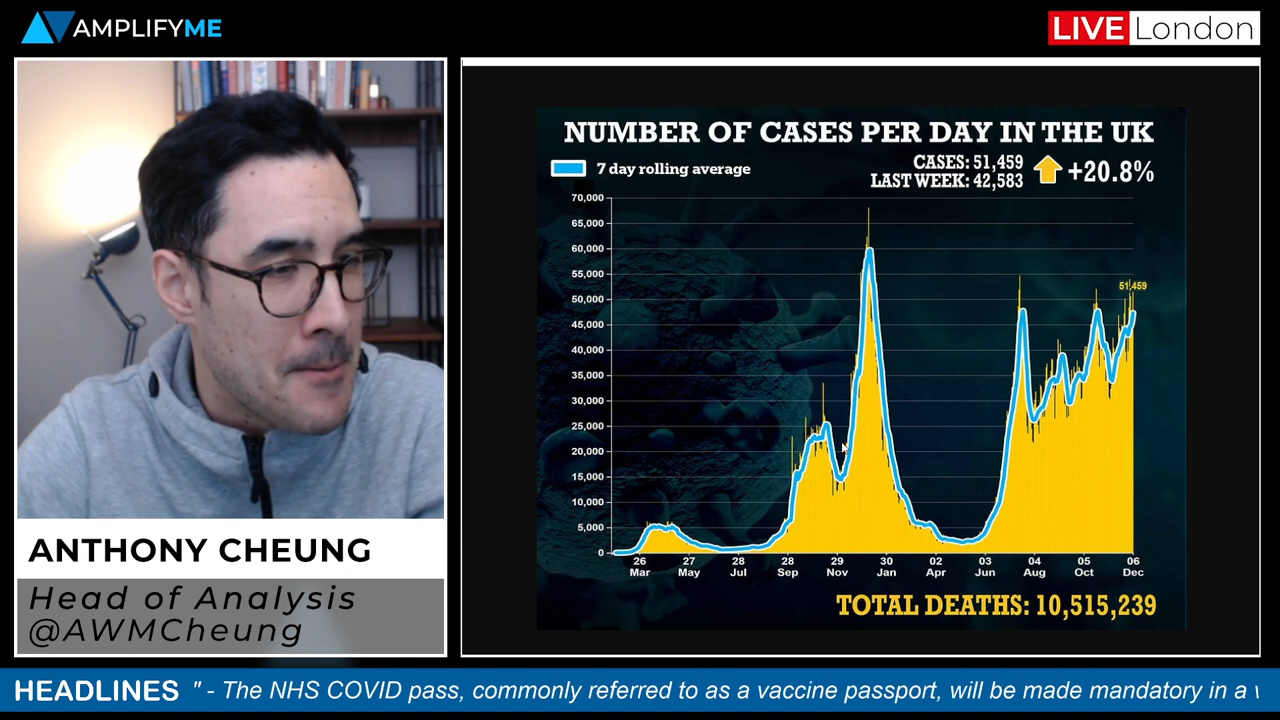 AMPLIFYME
LIVE London
NUMBER OF CASES PER DAY IN THE UK
7 day rolling average
CASES: 51,459
LAST WEEK: 42,583
+20.8%
70,000
65,000
60,000
55,000
51,459
50,000
45,000
40,000
35,000
30,000
25,000
20,000
15,000
10,000
5,000
0
26 Mar
27 May
28 Jul
28 Sep
29 Nov
30 Jan
02 Apr
03 Jun
04 Aug
05 Oct
06 Dec
TOTAL DEATHS: 10,515,239
ANTHONY CHEUNG
Head of Analysis
@AWMCheung
HEADLINES " - The NHS COVID pass, commonly referred to as a vaccine passport, will be made mandatory in a